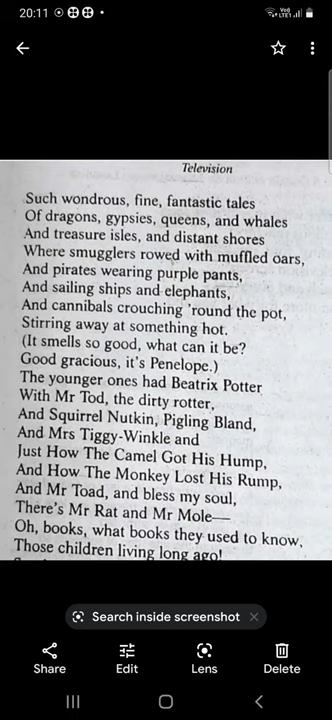 20:11
Television
Such wondrous, fine, fantastic tales
Of dragons, gypsies, queens, and whales
And treasure isles, and distant shores
Where smugglers rowed with muffled oars,
And pirates wearing purple pants,
And sailing ships and elephants,
And cannibals crouching 'round the pot,
Stirring away at something hot.
(It smells so good, what can it be?
Good gracious, it's Penelope.)
The younger ones had Beatrix Potter
With Mr Tod, the dirty rotter,
And Squirrel Nutkin, Pigling Bland,
And Mrs Tiggy-Winkle and
Just How The Camel Got His Hump,
And How The Monkey Lost His Rump,
And Mr Toad, and bless my soul,
There's Mr Rat and Mr Mole—
Oh, books, what books they used to know,
Those children living long ago!
Search inside screenshot
Share Edit Lens Delete